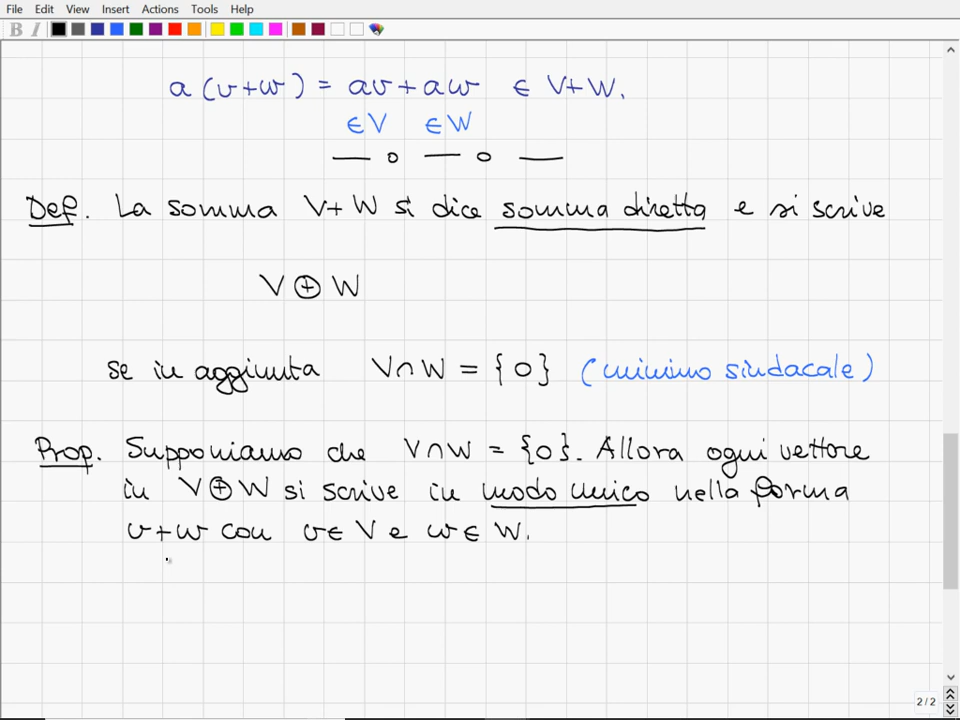 File Edit View Insert Actions Tools Help
B I
a (v+w) = av + aw ∈ V+W.
∈V ∈W
Def. La somma V+W si dice somma diretta e si scrive
V ⊕ W
se in aggiunta V∩W = {0} (minimo sindacale)
Prop. Supponiamo che V∩W = {0}. Allora ogni vettore
in V⊕W si scrive in modo unico nella forma
v+w con v∈ V e w∈ W.
2 / 2